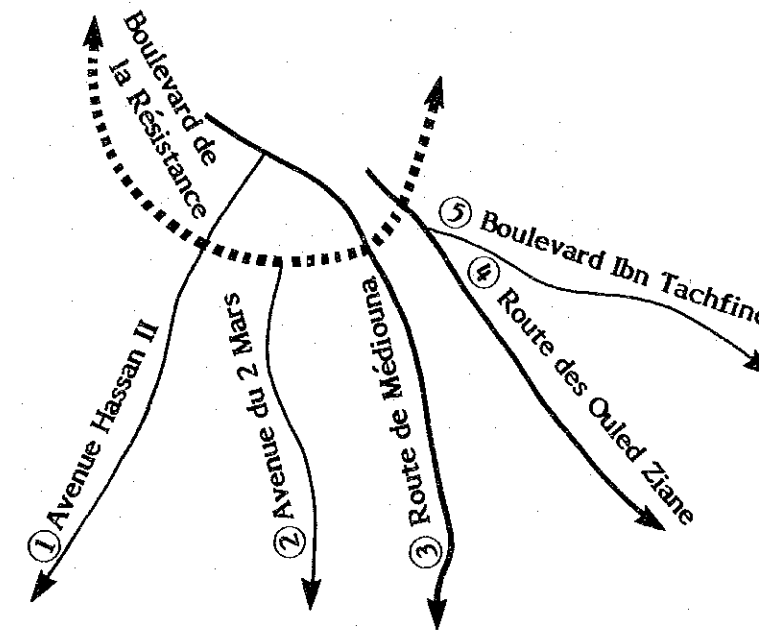 Boulevard de
la Résistance
① Avenue Hassan II
② Avenue du 2 Mars
③ Route de Médiouna
④ Route des Ouled Ziane
⑤ Boulevard Ibn Tachfine